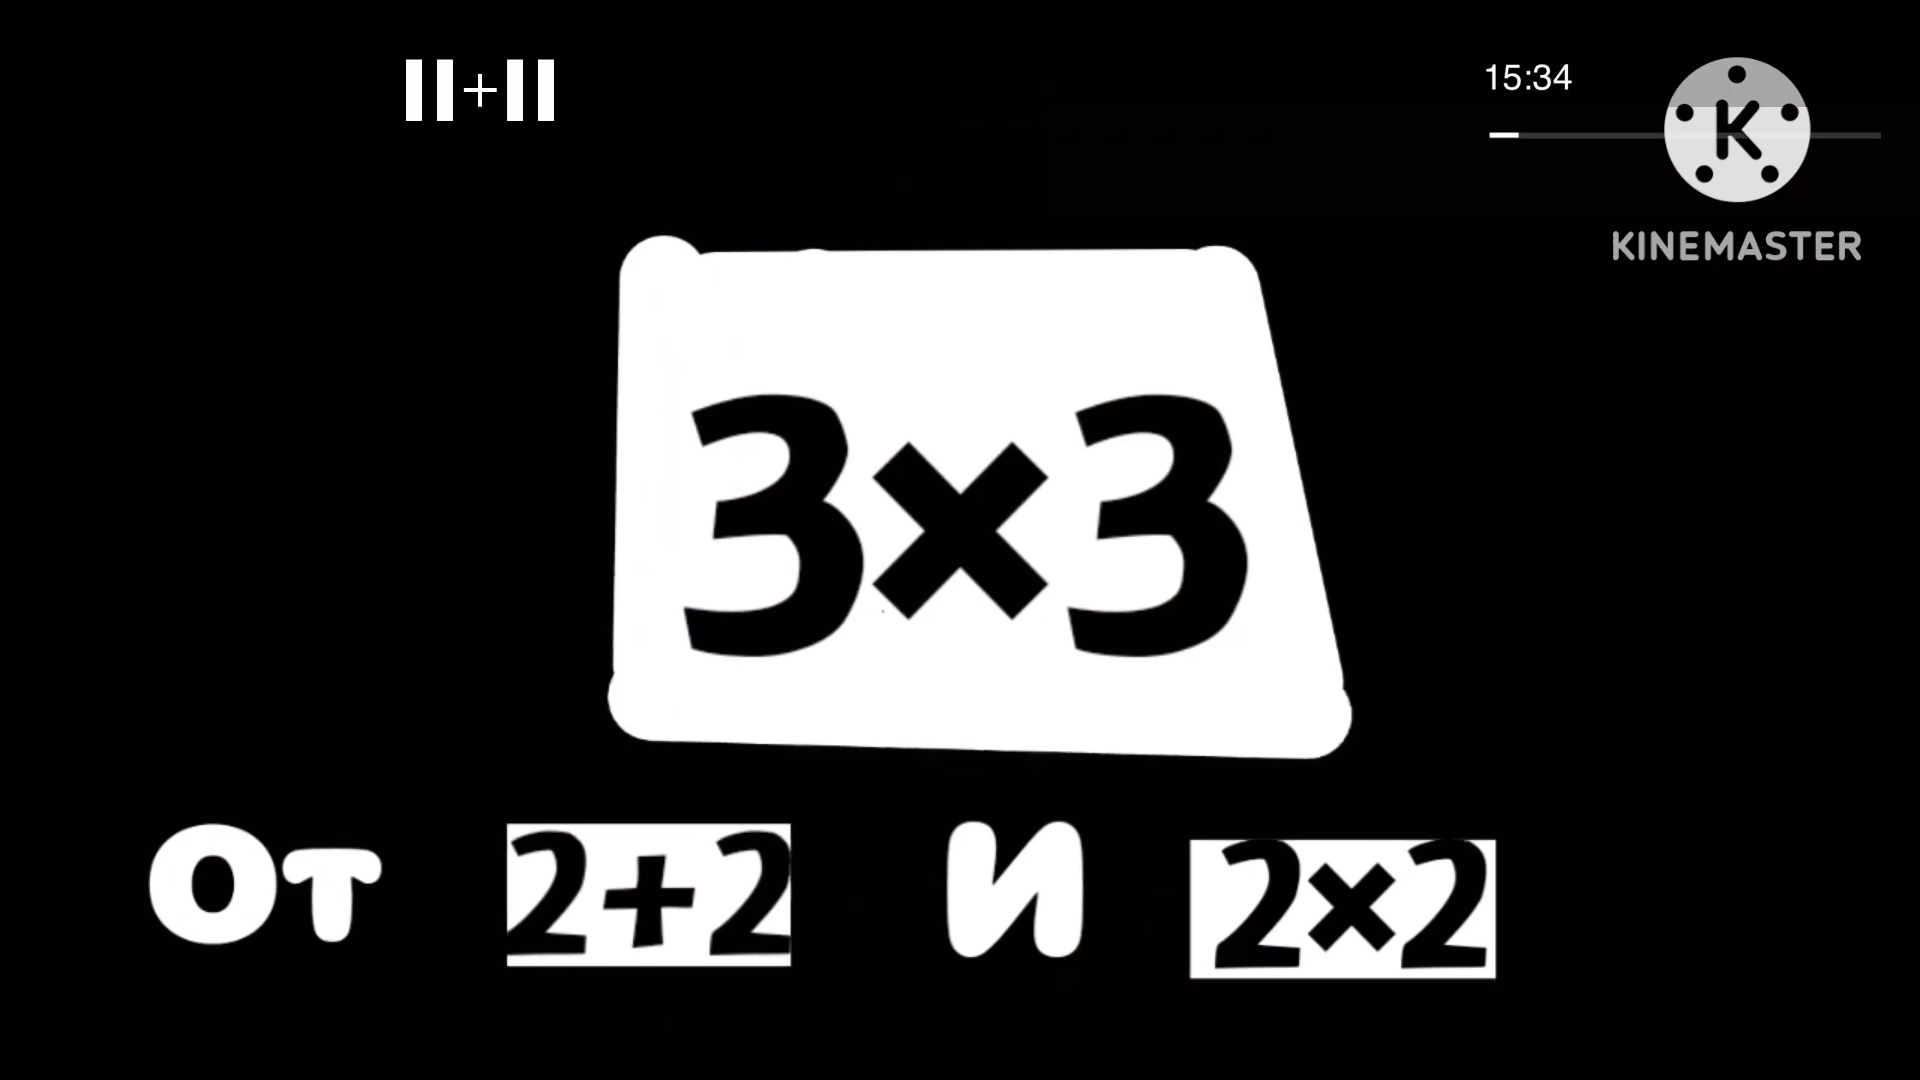 II+II
15:34
K
KINEMASTER
3×3
От 2+2 И 2×2